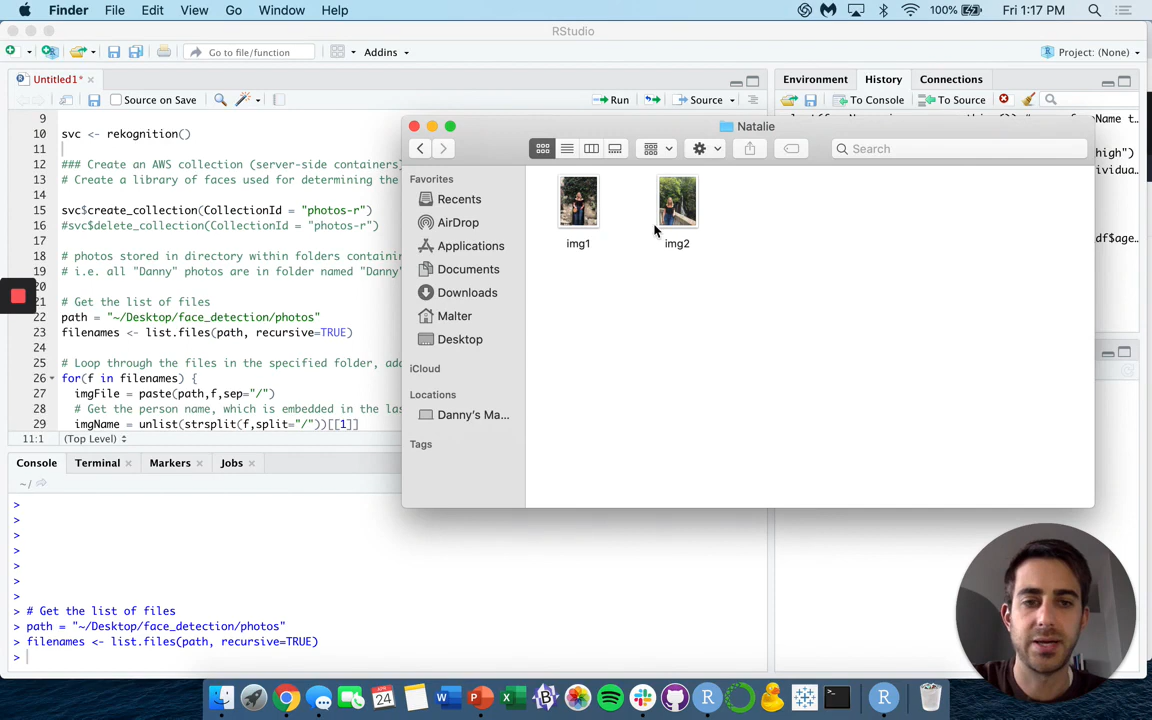 Finder File Edit View Go Window Help
100% Fri 1:17 PM
RStudio
Go to file/function
Addins
Project: (None)
Untitled1*
Source on Save
Run
Source
9
10 svc <- rekognition()
11
12 ### Create an AWS collection (server-side containers)
13 # Create a library of faces used for determining the
14
15 svc$create_collection(CollectionId = "photos-r")
16 #svc$delete_collection(CollectionId = "photos-r")
17
18 # photos stored in directory within folders containing
19 # i.e. all "Danny" photos are in folder named "Danny"
20
21 # Get the list of files
22 path = "~/Desktop/face_detection/photos"
23 filenames <- list.files(path, recursive=TRUE)
24
25 # Loop through the files in the specified folder, add
26 for(f in filenames) {
27 imgFile = paste(path,f,sep="/")
28 # Get the person name, which is embedded in the las
29 imgName = unlist(strsplit(f,split="/"))[[1]]
11:1 (Top Level)
Console Terminal Markers Jobs
~/
>
>
>
>
>
>
>
> # Get the list of files
> path = "~/Desktop/face_detection/photos"
> filenames <- list.files(path, recursive=TRUE)
>
Environment History Connections
To Console To Source
high")
ividua…
df$age…
Natalie
Search
Favorites
Recents
AirDrop
Applications
Documents
Downloads
Malter
Desktop
iCloud
Locations
Danny's Ma...
Tags
img1
img2
APR
24